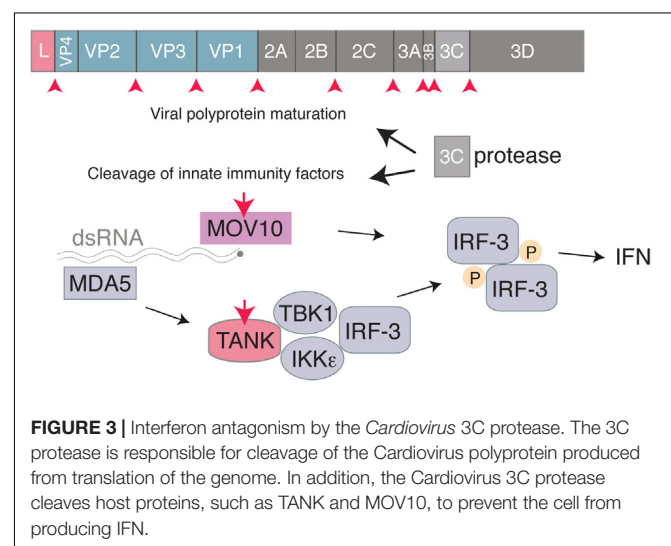 L VP4 VP2 VP3 VP1 2A 2B 2C 3A 3B 3C 3D
Viral polyprotein maturation
3C protease
Cleavage of innate immunity factors
MOV10
dsRNA
MDA5
TANK
TBK1
IKKε
IRF-3
IRF-3
P
P
IRF-3
IFN
FIGURE 3 | Interferon antagonism by the Cardiovirus 3C protease. The 3C
protease is responsible for cleavage of the Cardiovirus polyprotein produced
from translation of the genome. In addition, the Cardiovirus 3C protease
cleaves host proteins, such as TANK and MOV10, to prevent the cell from
producing IFN.